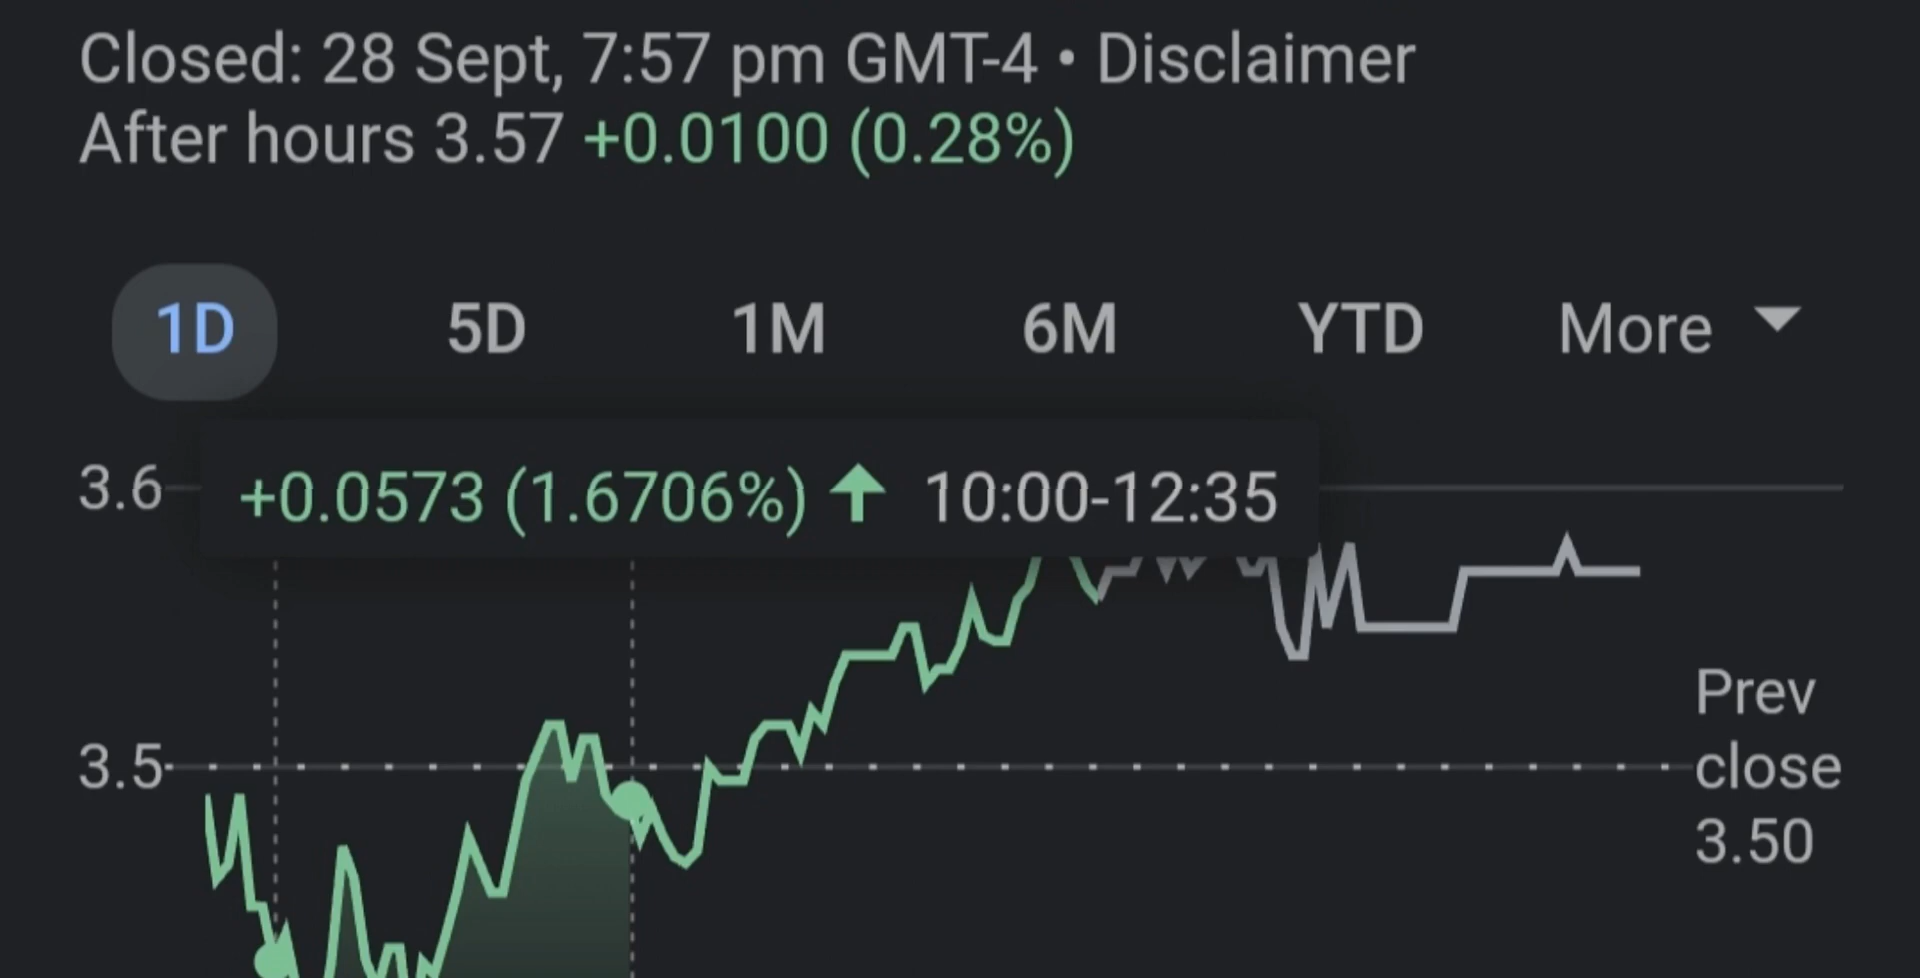 Closed: 28 Sept, 7:57 pm GMT-4 • Disclaimer
After hours 3.57 +0.0100 (0.28%)
1D 5D 1M 6M YTD More
3.6 +0.0573 (1.6706%) 10:00-12:35
3.5 Prev
close
3.50